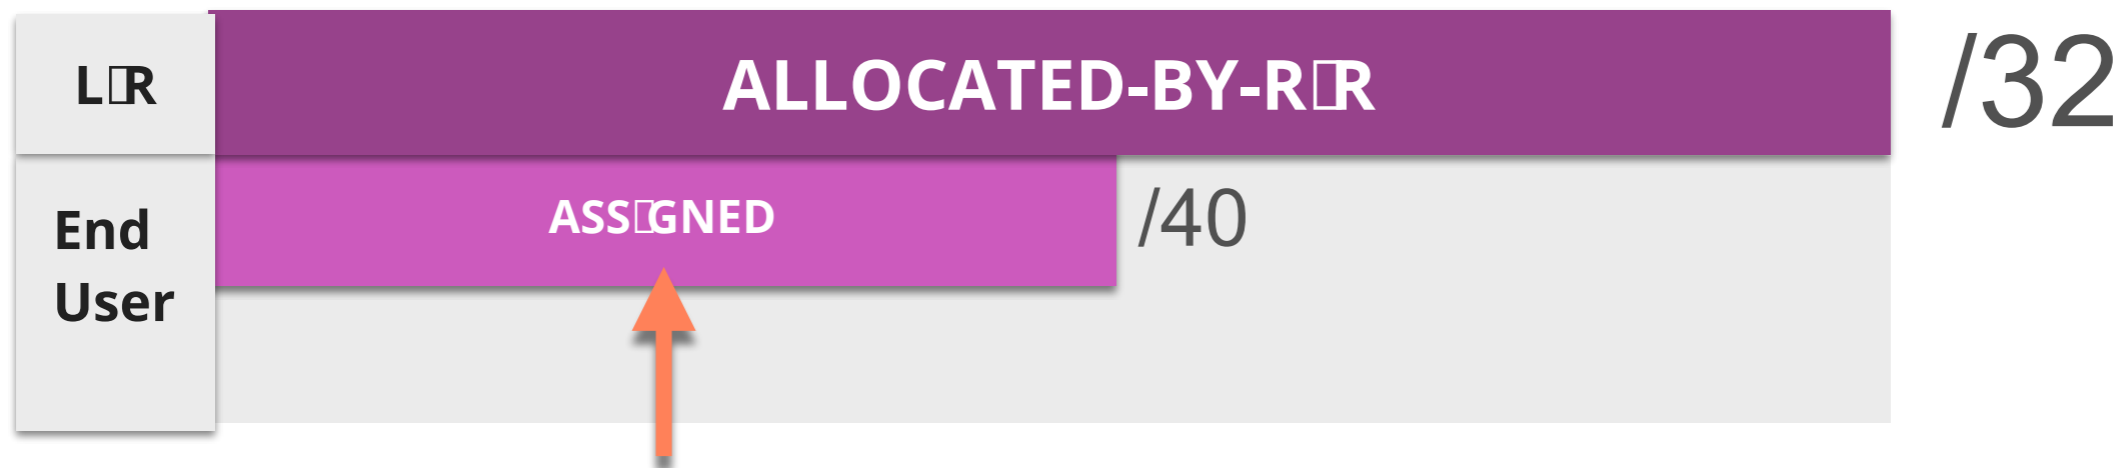 L▯R
ALLOCATED-BY-R▯R
/32
End
User
ASS▯GNED
/40